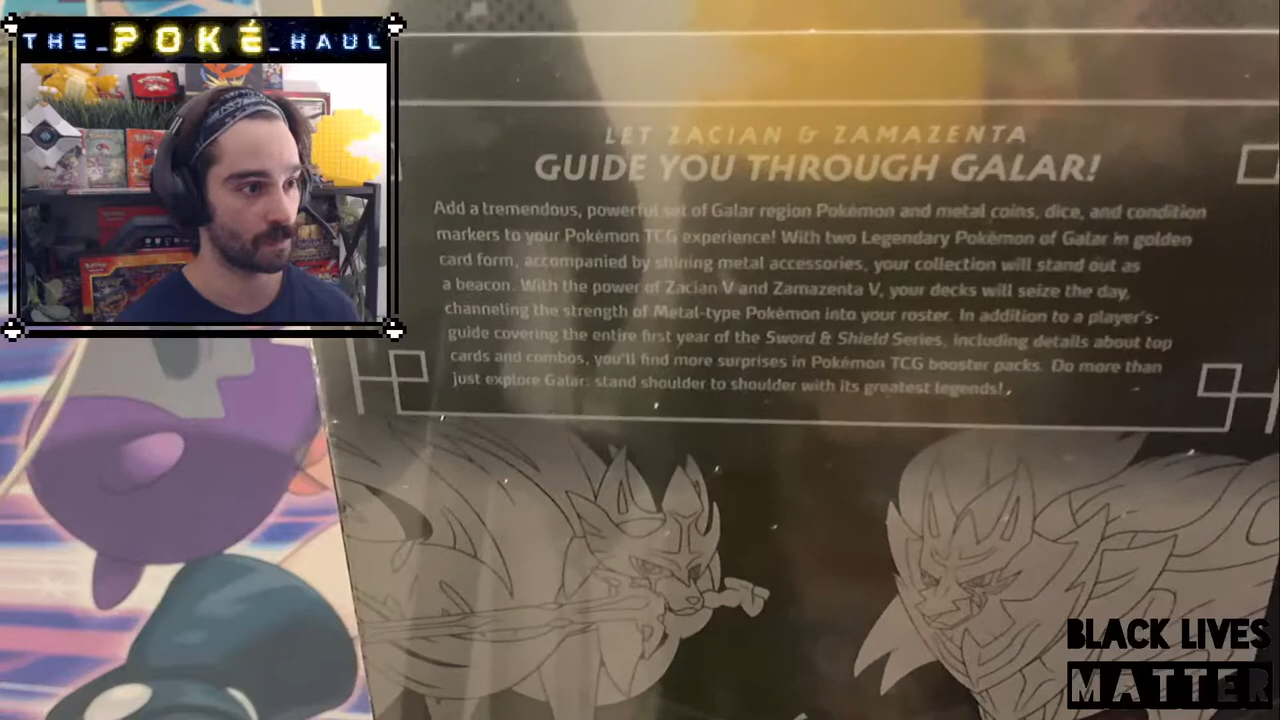 THE_POKÉ_HAUL
LET ZACIAN & ZAMAZENTA
GUIDE YOU THROUGH GALAR!
Add a tremendous, powerful set of Galar region Pokémon and metal coins, dice, and condition
markers to your Pokémon TCG experience! With two Legendary Pokémon of Galar in golden
card form, accompanied by shining metal accessories, your collection will stand out as
a beacon. With the power of Zacian V and Zamazenta V, your decks will seize the day,
channeling the strength of Metal-type Pokémon into your roster. In addition to a player's
guide covering the entire first year of the Sword & Shield Series, including details about top
cards and combos, you'll find more surprises in Pokémon TCG booster packs. Do more than
just explore Galar: stand shoulder to shoulder with its greatest legends!
BLACK LIVES
MATTER